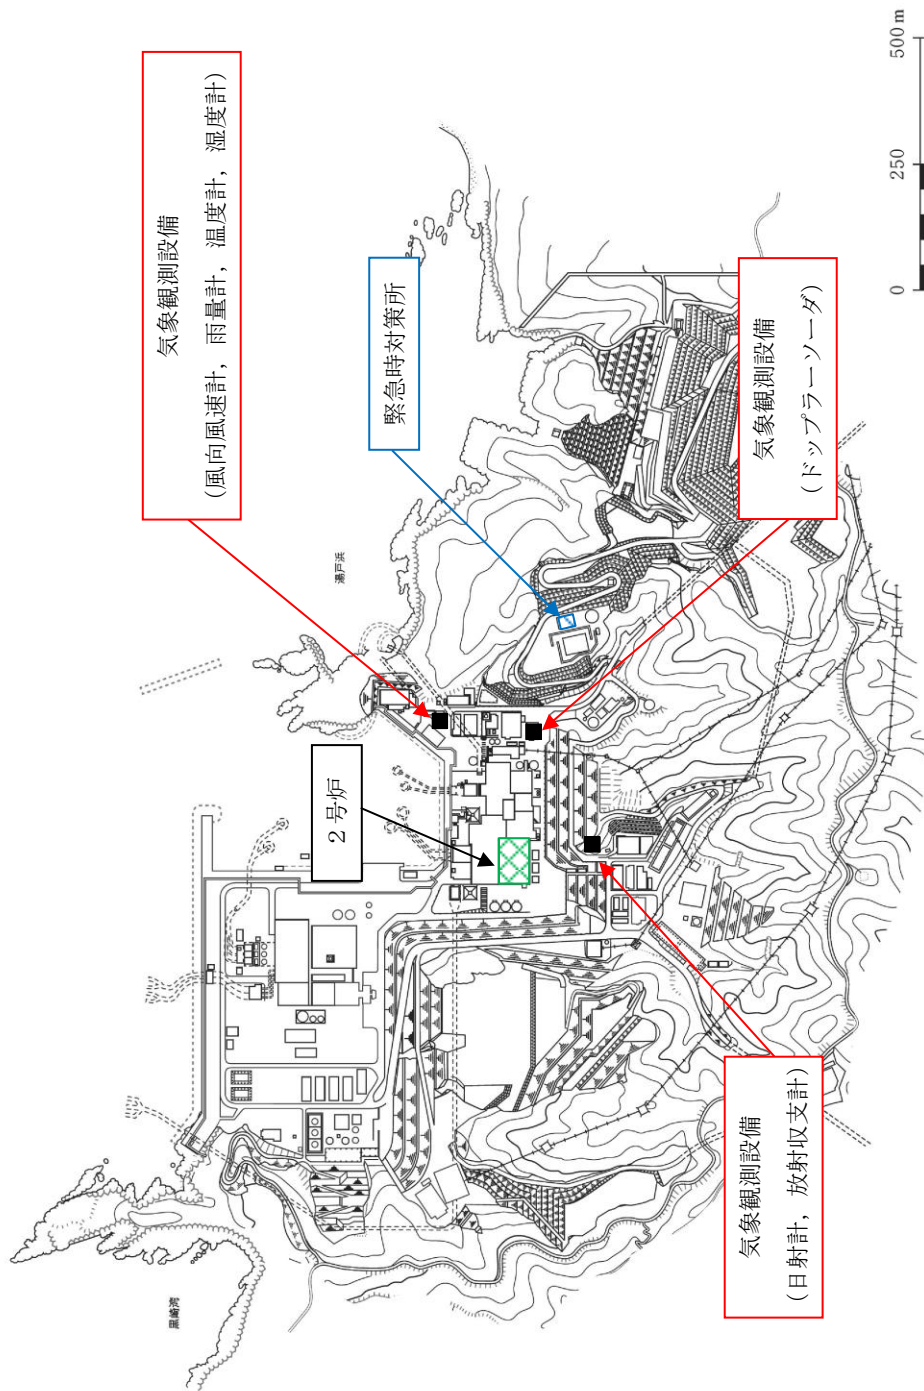 黒崎湾
気象観測設備
(風向風速計, 雨量計, 温度計, 湿度計)
湯戸浜
2号炉
緊急時対策所
気象観測設備
(日射計, 放射収支計)
気象観測設備
(ドップラーソーダ)
0 250 500 m